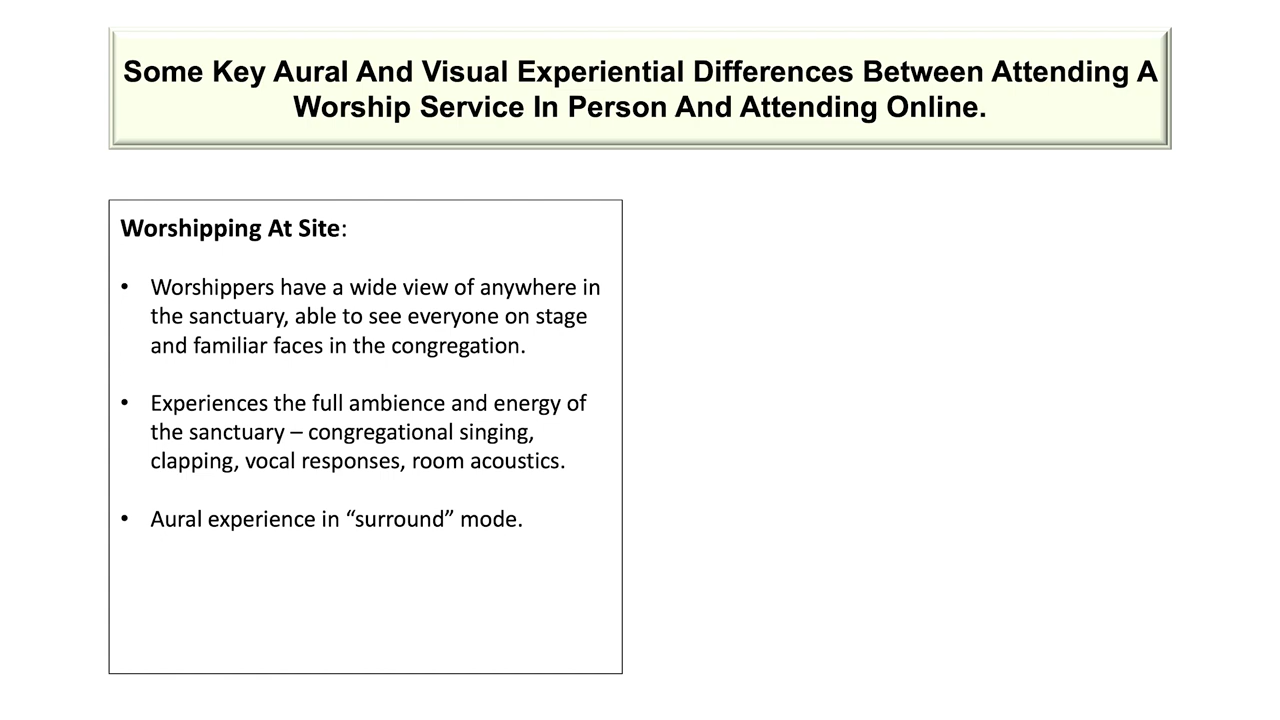 Some Key Aural And Visual Experiential Differences Between Attending A
Worship Service In Person And Attending Online.
Worshipping At Site:
• Worshippers have a wide view of anywhere in
the sanctuary, able to see everyone on stage
and familiar faces in the congregation.
• Experiences the full ambience and energy of
the sanctuary – congregational singing,
clapping, vocal responses, room acoustics.
• Aural experience in “surround” mode.